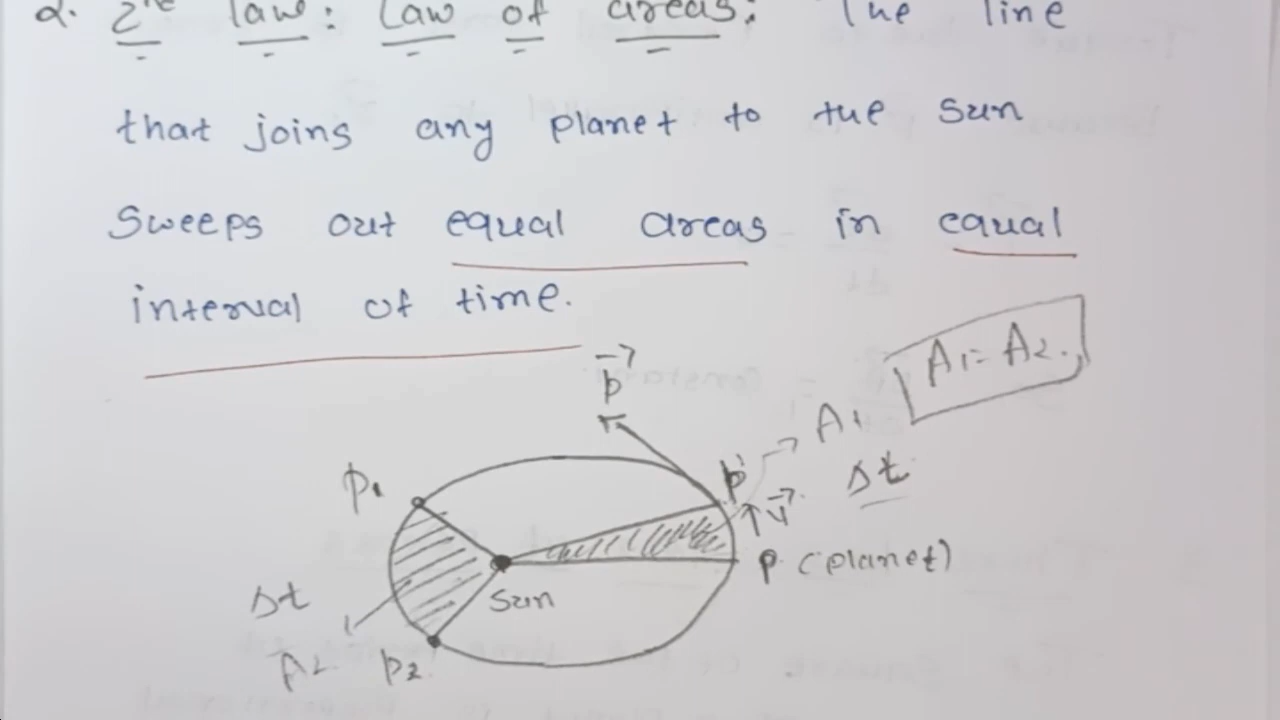 2. 2nd law: Law of areas: The line
that joins any planet to the sun
sweeps out equal areas in equal
interval of time.
A1 = A2.
p
A1
p1
p'
Δt
v
p (planet)
Sun
Δt
A2
p2